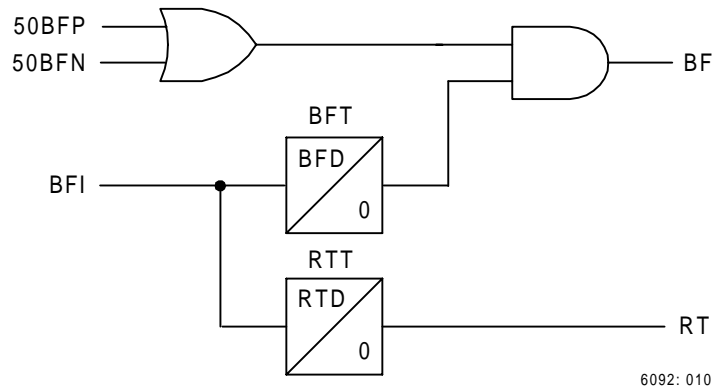 50BFP
50BFN
BF
BFT
BFD
0
BFI
RTT
RTD
0
RT
6092: 010